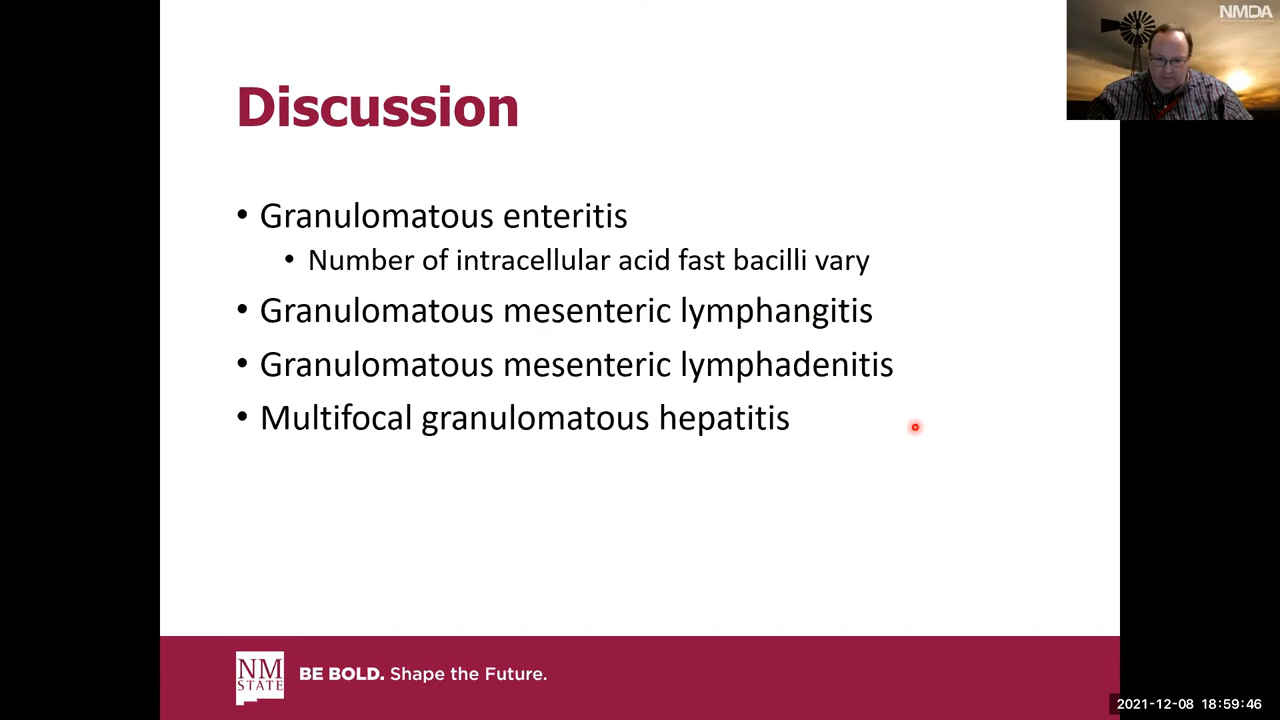 NMDA
Discussion
• Granulomatous enteritis
• Number of intracellular acid fast bacilli vary
• Granulomatous mesenteric lymphangitis
• Granulomatous mesenteric lymphadenitis
• Multifocal granulomatous hepatitis
NM
STATE
BE BOLD. Shape the Future.
2021-12-08 18:59:46